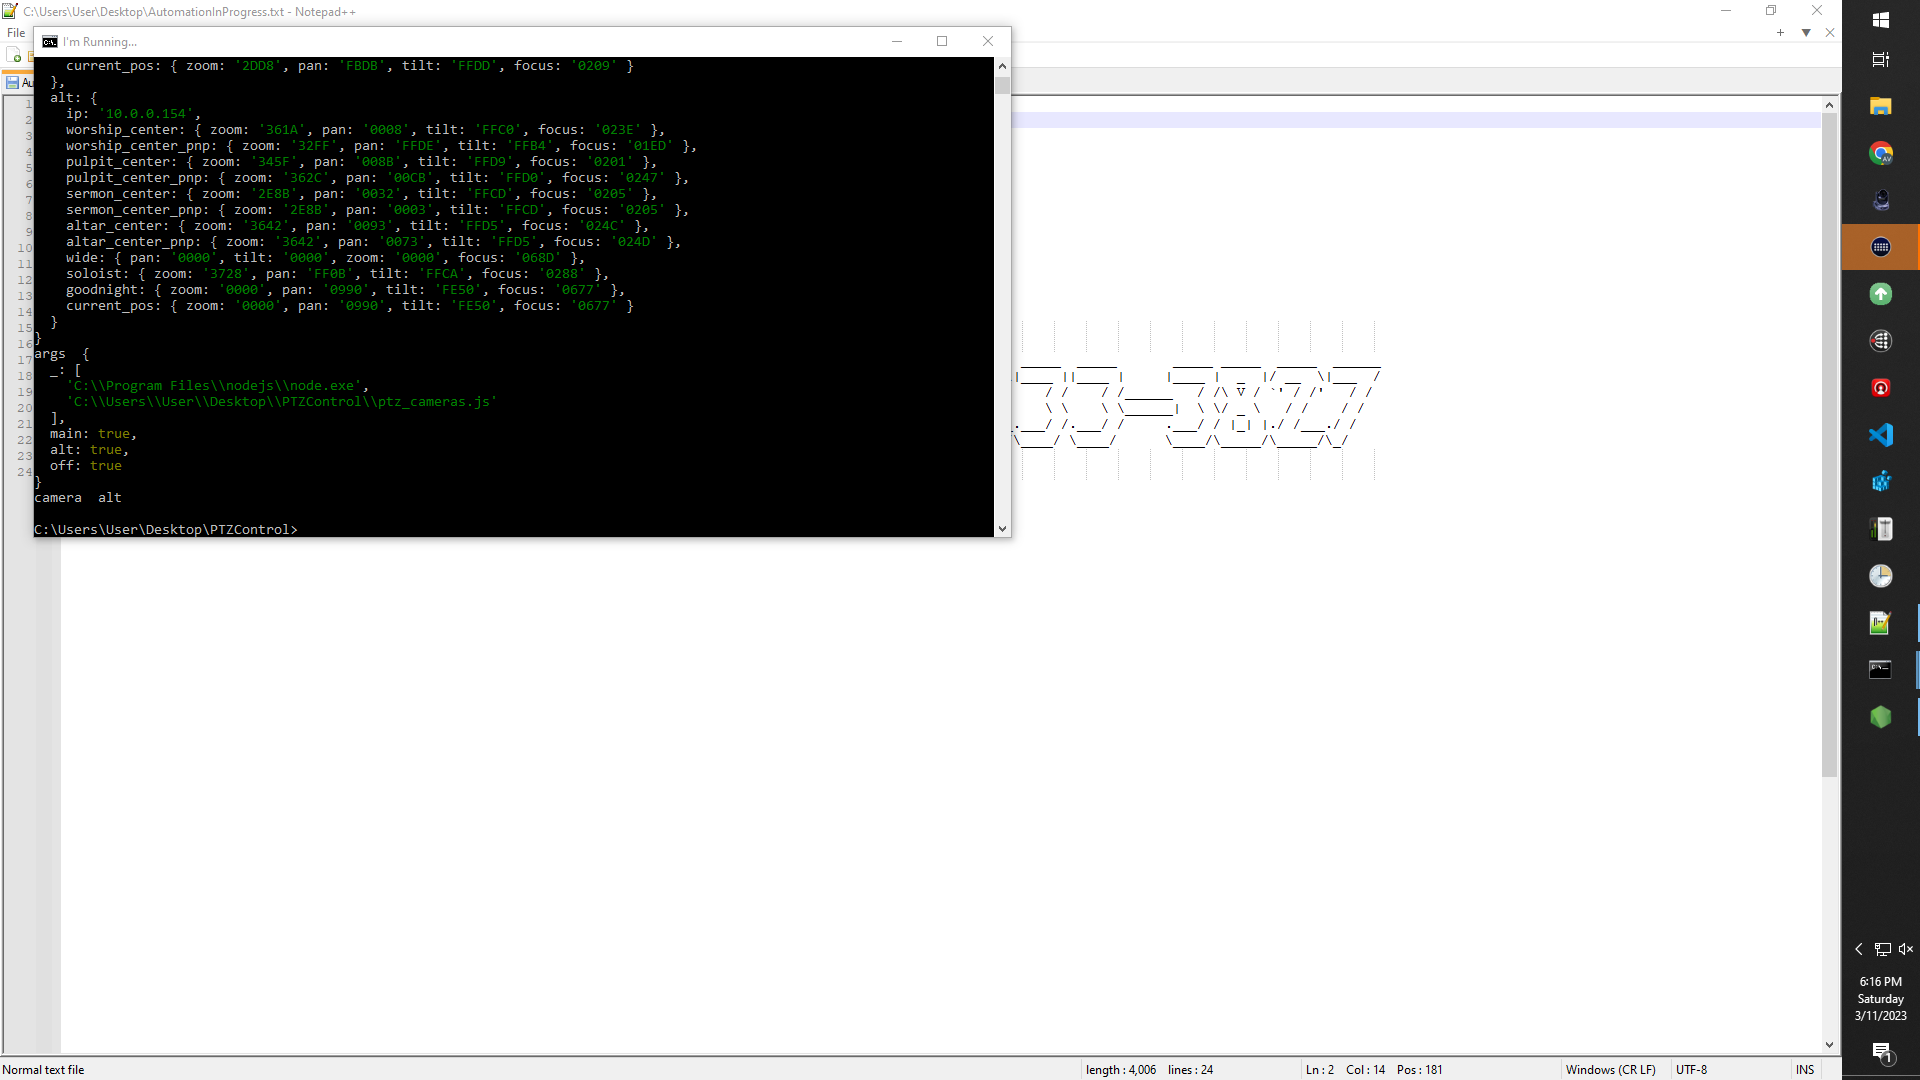 C:\Users\User\Desktop\AutomationInProgress.txt - Notepad++
File
I'm Running...
current_pos: { zoom: '2DD8', pan: 'FBDB', tilt: 'FFDD', focus: '0209' }
},
alt: {
ip: '10.0.0.154',
worship_center: { zoom: '361A', pan: '0008', tilt: 'FFC0', focus: '023E' },
worship_center_pnp: { zoom: '32FF', pan: 'FFDE', tilt: 'FFB4', focus: '01ED' },
pulpit_center: { zoom: '345F', pan: '008B', tilt: 'FFD9', focus: '0201' },
pulpit_center_pnp: { zoom: '362C', pan: '00CB', tilt: 'FFD0', focus: '0247' },
sermon_center: { zoom: '2E8B', pan: '0032', tilt: 'FFCD', focus: '0205' },
sermon_center_pnp: { zoom: '2E8B', pan: '0003', tilt: 'FFCD', focus: '0205' },
altar_center: { zoom: '3642', pan: '0093', tilt: 'FFD5', focus: '024C' },
altar_center_pnp: { zoom: '3642', pan: '0073', tilt: 'FFD5', focus: '024D' },
wide: { pan: '0000', tilt: '0000', zoom: '0000', focus: '068D' },
soloist: { zoom: '3728', pan: 'FF0B', tilt: 'FFCA', focus: '0288' },
goodnight: { zoom: '0000', pan: '0990', tilt: 'FE50', focus: '0677' },
current_pos: { zoom: '0000', pan: '0990', tilt: 'FE50', focus: '0677' }
}
}
args {
_: [
'C:\\Program Files\\nodejs\\node.exe',
'C:\\Users\\User\\Desktop\\PTZControl\\ptz_cameras.js'
],
main: true,
alt: true,
off: true
}
camera alt
C:\Users\User\Desktop\PTZControl>
Au
1
2
3
4
5
6
7
8
9
10
11
12
13
14
15
16
17
18
19
20
21
22
23
24
33-3827
Normal text file
length : 4,006 lines : 24
Ln : 2 Col : 14 Pos : 181
Windows (CR LF)
UTF-8
INS
AV
6:16 PM
Saturday
3/11/2023
1